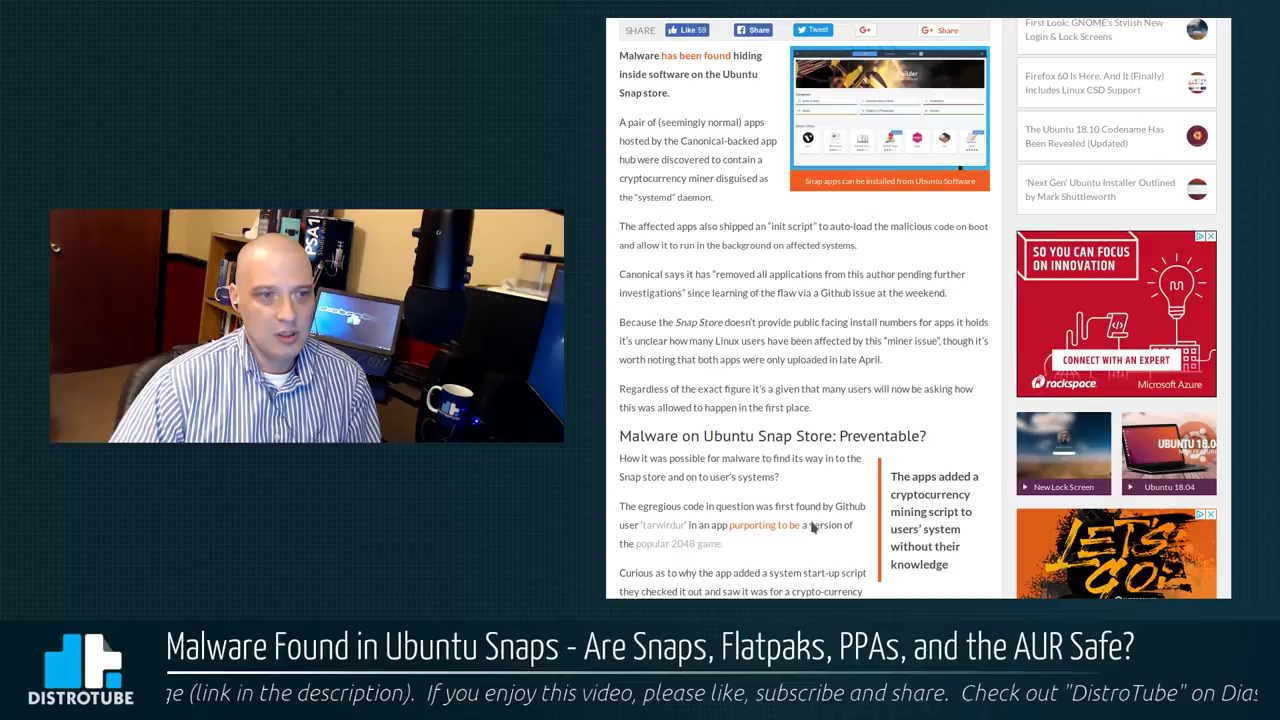 SHARE Like 59 Share Tweet G+ G+ Share
Malware has been found hiding
inside software on the Ubuntu
Snap store.
A pair of (seemingly normal) apps
hosted by the Canonical-backed app
hub were discovered to contain a
cryptocurrency miner disguised as
the “systemd” daemon.
Snap apps can be installed from Ubuntu Software
The affected apps also shipped an “init script” to auto-load the malicious code on boot
and allow it to run in the background on affected systems.
Canonical says it has “removed all applications from this author pending further
investigations” since learning of the flaw via a Github issue at the weekend.
Because the Snap Store doesn’t provide public facing install numbers for apps it holds
it’s unclear how many Linux users have been affected by this “miner issue”, though it’s
worth noting that both apps were only uploaded in late April.
Regardless of the exact figure it’s a given that many users will now be asking how
this was allowed to happen in the first place.
Malware on Ubuntu Snap Store: Preventable?
How it was possible for malware to find its way in to the
Snap store and on to user’s systems?
The egregious code in question was first found by Github
user ‘tarwirdur’ in an app purporting to be a version of
the popular 2048 game.
Curious as to why the app added a system start-up script
they checked it out and saw it was for a crypto-currency
The apps added a
cryptocurrency
mining script to
users’ system
without their
knowledge
First Look: GNOME's Stylish New
Login & Lock Screens
Firefox 60 Is Here, And It (Finally)
Includes Linux CSD Support
The Ubuntu 18.10 Codename Has
Been Revealed (Updated)
'Next Gen' Ubuntu Installer Outlined
by Mark Shuttleworth
SO YOU CAN FOCUS
ON INNOVATION
CONNECT WITH AN EXPERT
rackspace. Microsoft Azure
New Lock Screen
UBUNTU 18.0
Ubuntu 18.04
LET'S
GO
Malware Found in Ubuntu Snaps - Are Snaps, Flatpaks, PPAs, and the AUR Safe?
DISTROTUBE
ge (link in the description). If you enjoy this video, please like, subscribe and share. Check out "DistroTube" on Dias